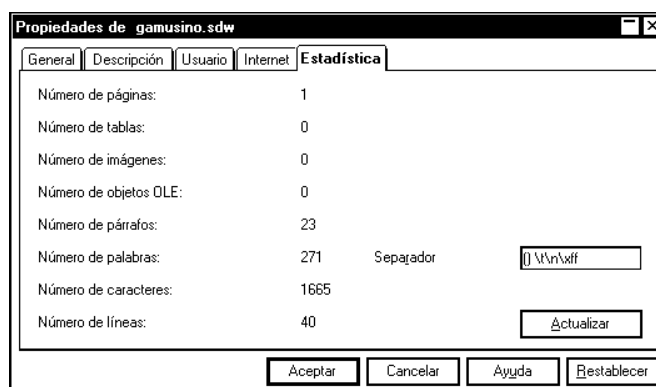 Propiedades de gamusino.sdw
General Descripción Usuario Internet Estadística
Número de páginas: 1
Número de tablas: 0
Número de imágenes: 0
Número de objetos OLE: 0
Número de párrafos: 23
Número de palabras: 271 Separador () \t\n\xff
Número de caracteres: 1665
Número de líneas: 40 Actualizar
Aceptar Cancelar Ayuda Restablecer